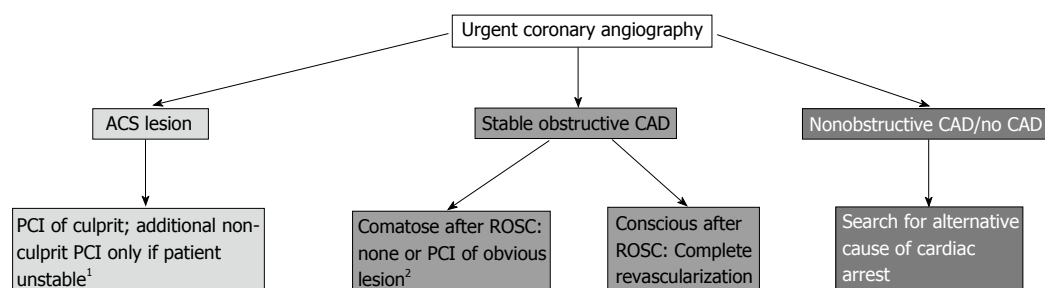 Urgent coronary angiography
ACS lesion
Stable obstructive CAD
Nonobstructive CAD/no CAD
PCI of culprit; additional non-
culprit PCI only if patient
unstable¹
Comatose after ROSC:
none or PCI of obvious
lesion²
Conscious after
ROSC: Complete
revascularization
Search for alternative
cause of cardiac
arrest